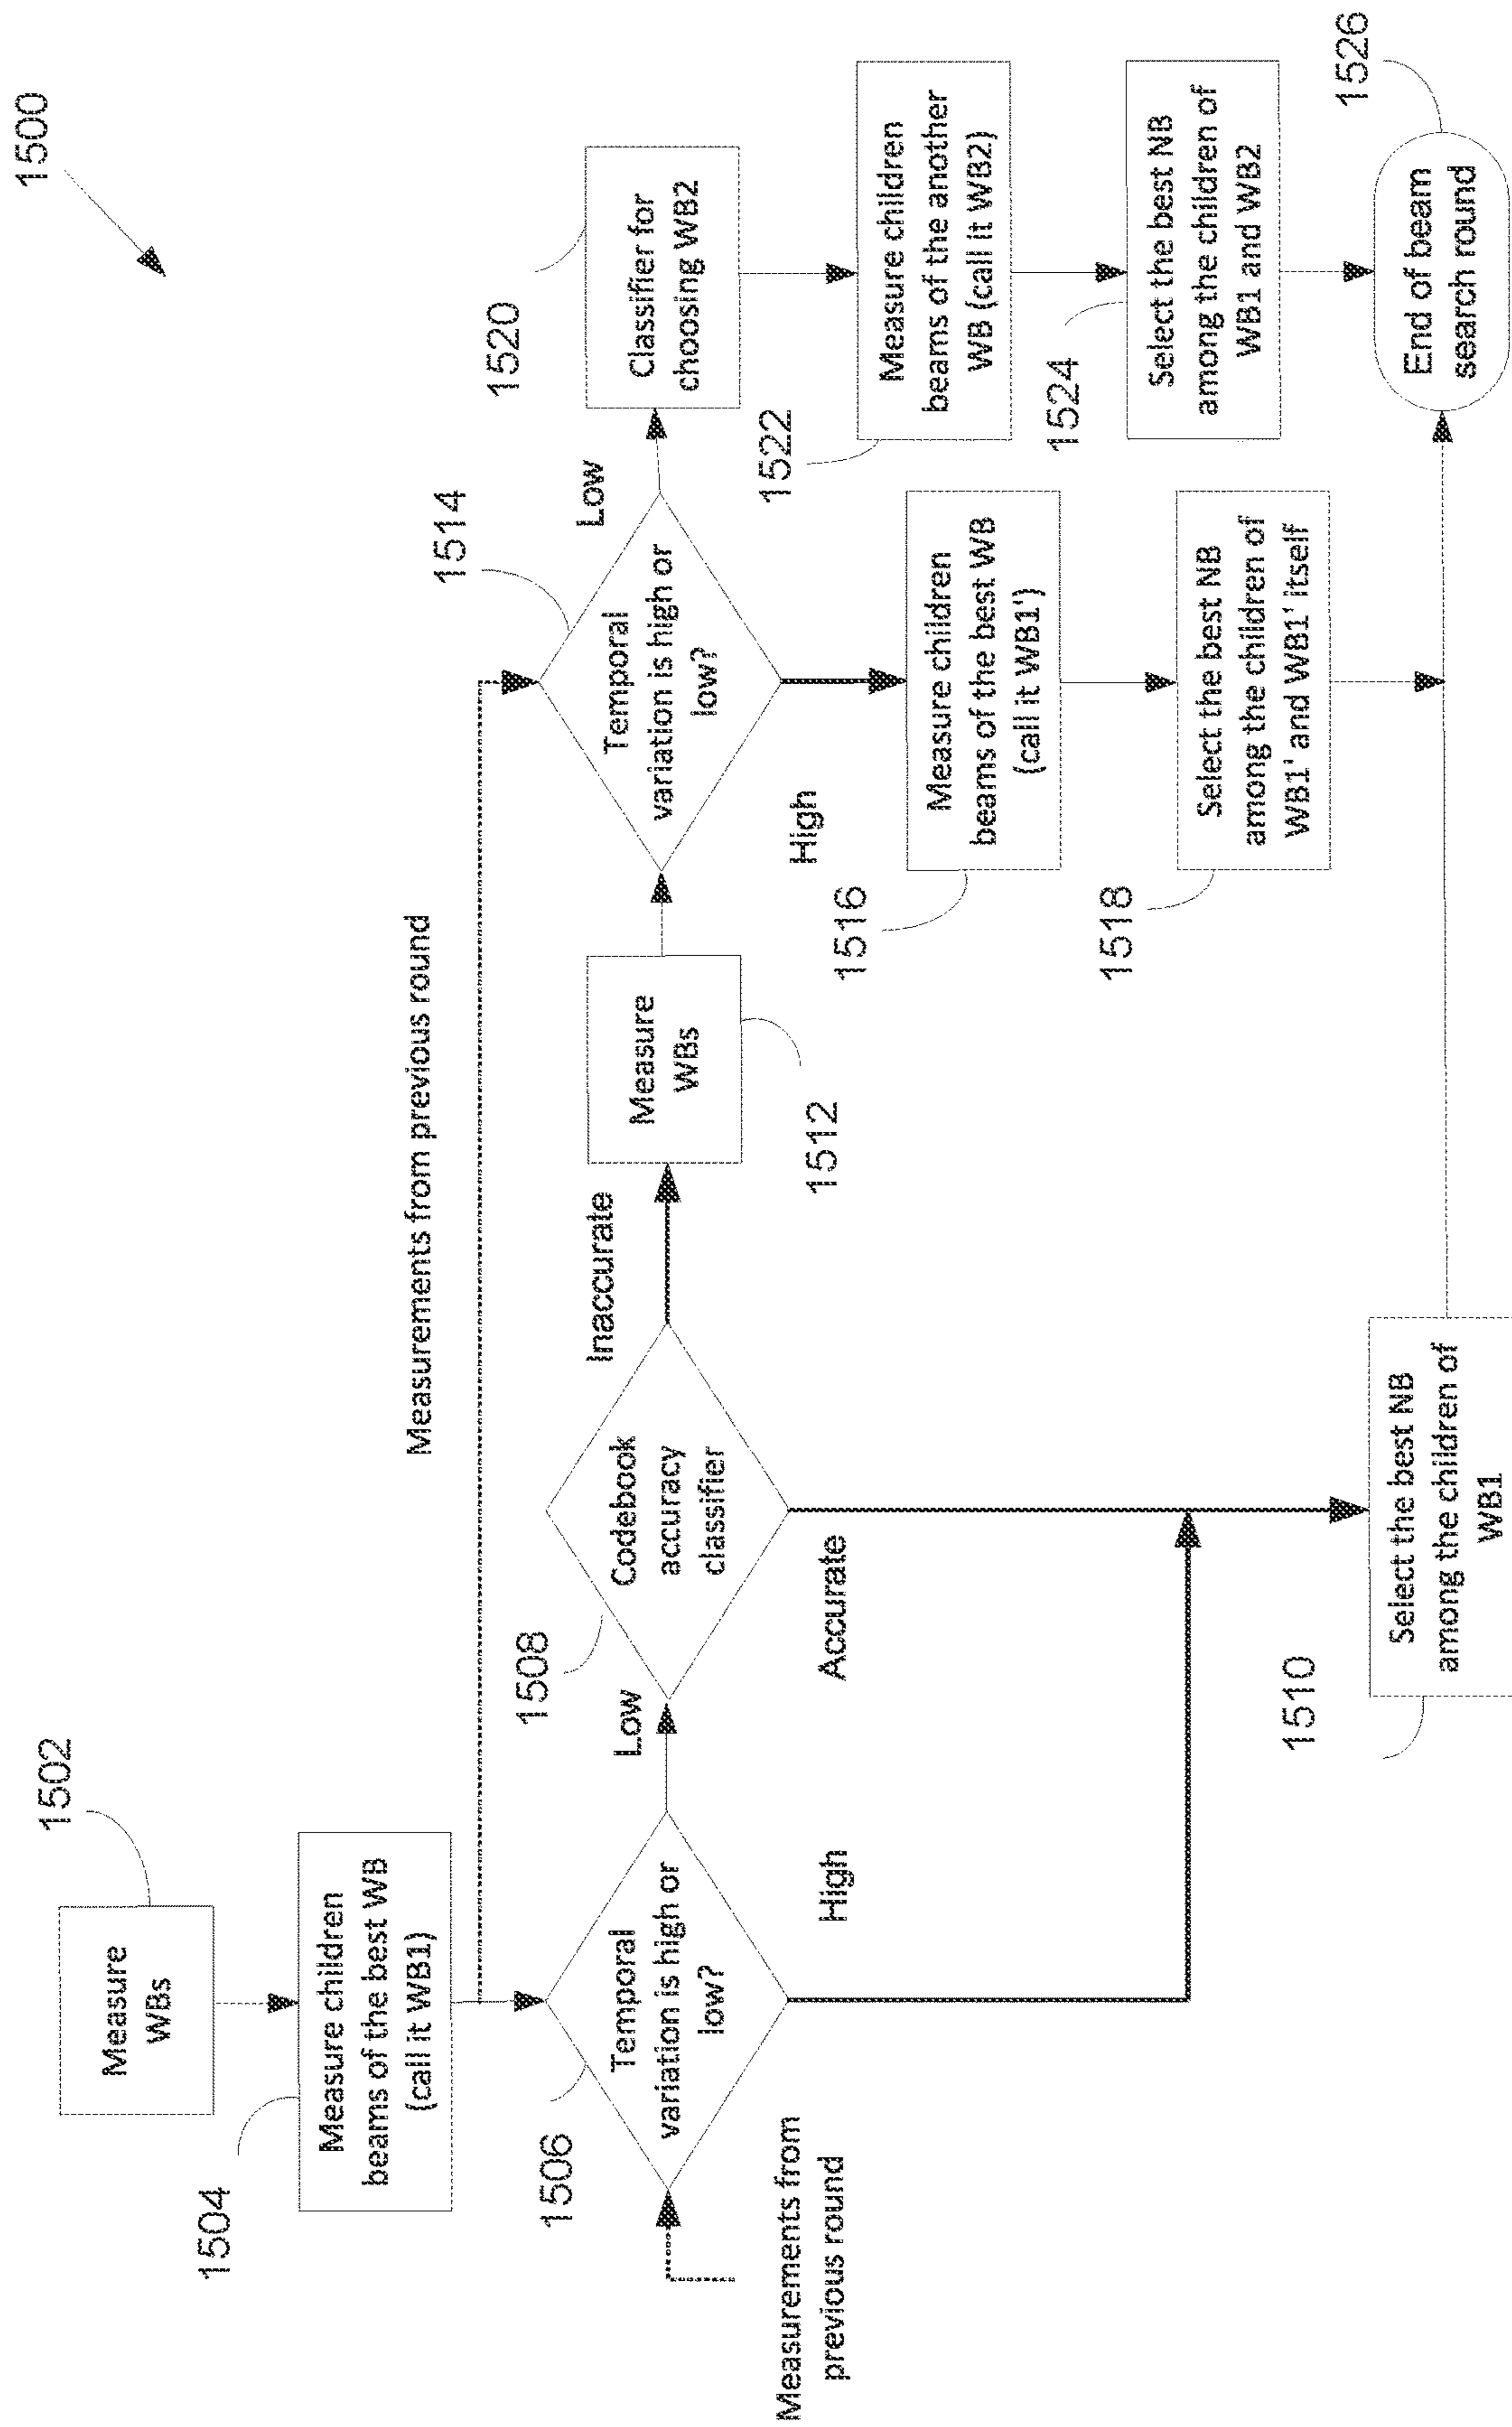 1500
1502
Measure
WBs
1504
Measure children
beams of the best WB
(call it WB1)
Measurements from previous round
1506
Temporal
variation is high or
low?
Measurements from
previous round
Low
High
1508
Codebook
accuracy
classifier
Inaccurate
Accurate
1510
Select the best NB
among the children of
WB1
1512
Measure
WBs
1514
Temporal
variation is high or
low?
Low
High
1516
Measure children
beams of the best WB
(call it WB1')
1518
Select the best NB
among the children of
WB1' and WB1' itself
1520
Classifier for
choosing WB2
1522
Measure children
beams of the another
WB (call it WB2)
1524
Select the best NB
among the children of
WB1 and WB2
1526
End of beam
search round